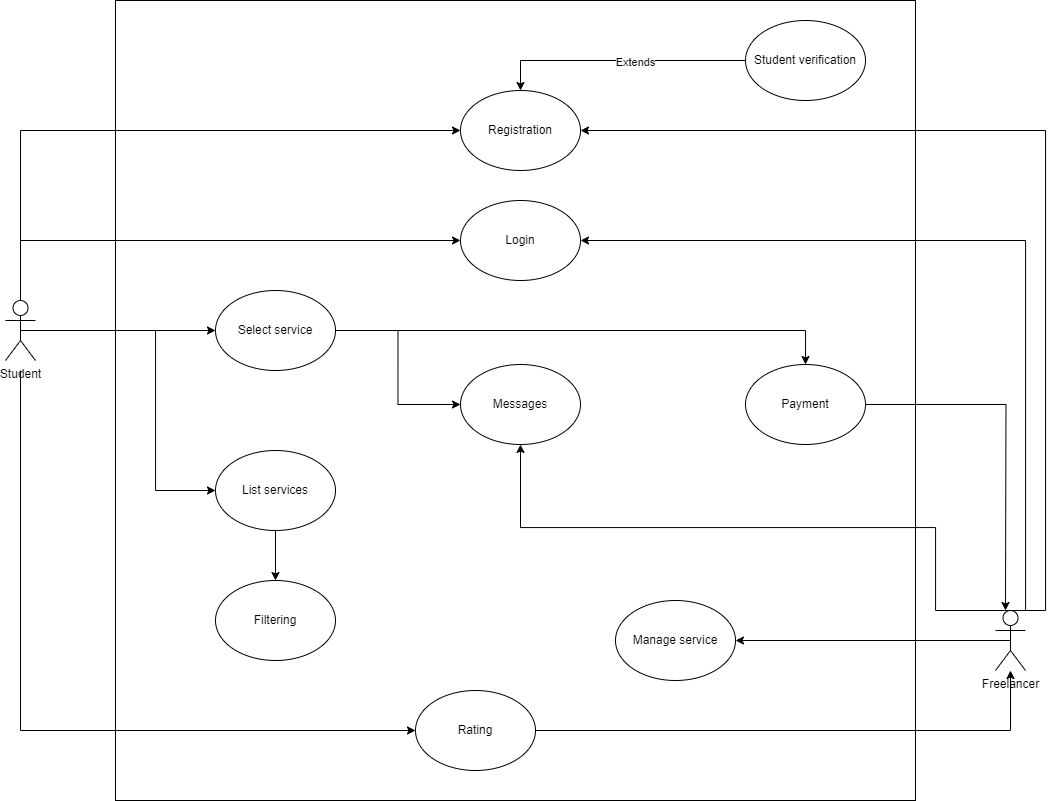 Student verification
Extends
Registration
Login
Select service
Student
Messages
Payment
List services
Filtering
Manage service
Freelancer
Rating